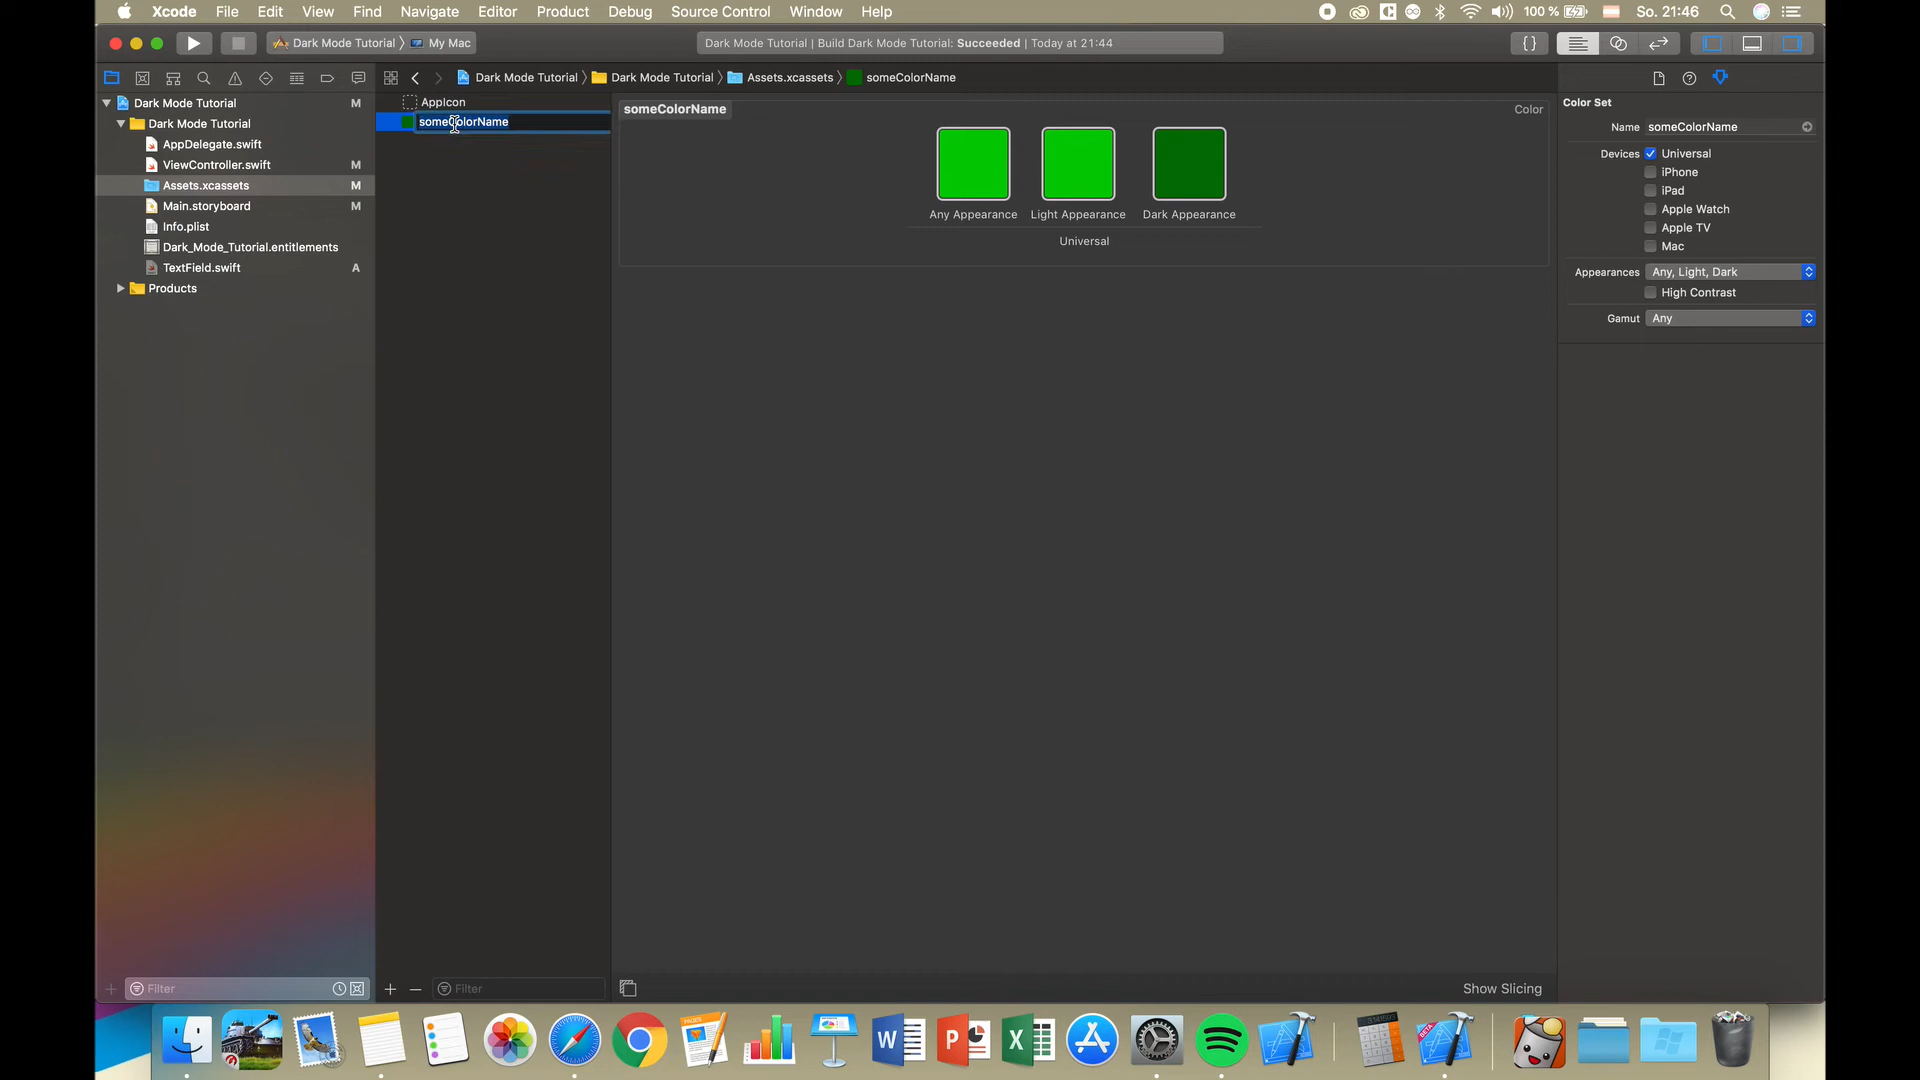 Xcode File Edit View Find Navigate Editor Product Debug Source Control Window Help 100 % So. 21:46
Dark Mode Tutorial My Mac Dark Mode Tutorial | Build Dark Mode Tutorial: Succeeded | Today at 21:44 {}
Dark Mode Tutorial Dark Mode Tutorial Assets.xcassets someColorName
Dark Mode Tutorial M
Dark Mode Tutorial
AppDelegate.swift
ViewController.swift M
Assets.xcassets M
Main.storyboard M
Info.plist
Dark_Mode_Tutorial.entitlements
TextField.swift A
Products
Filter
AppIcon
someColorName
Filter
someColorName Color
Any Appearance Light Appearance Dark Appearance
Universal
Show Slicing
Color Set
Name someColorName
Devices Universal
iPhone
iPad
Apple Watch
Apple TV
Mac
Appearances Any, Light, Dark
High Contrast
Gamut Any